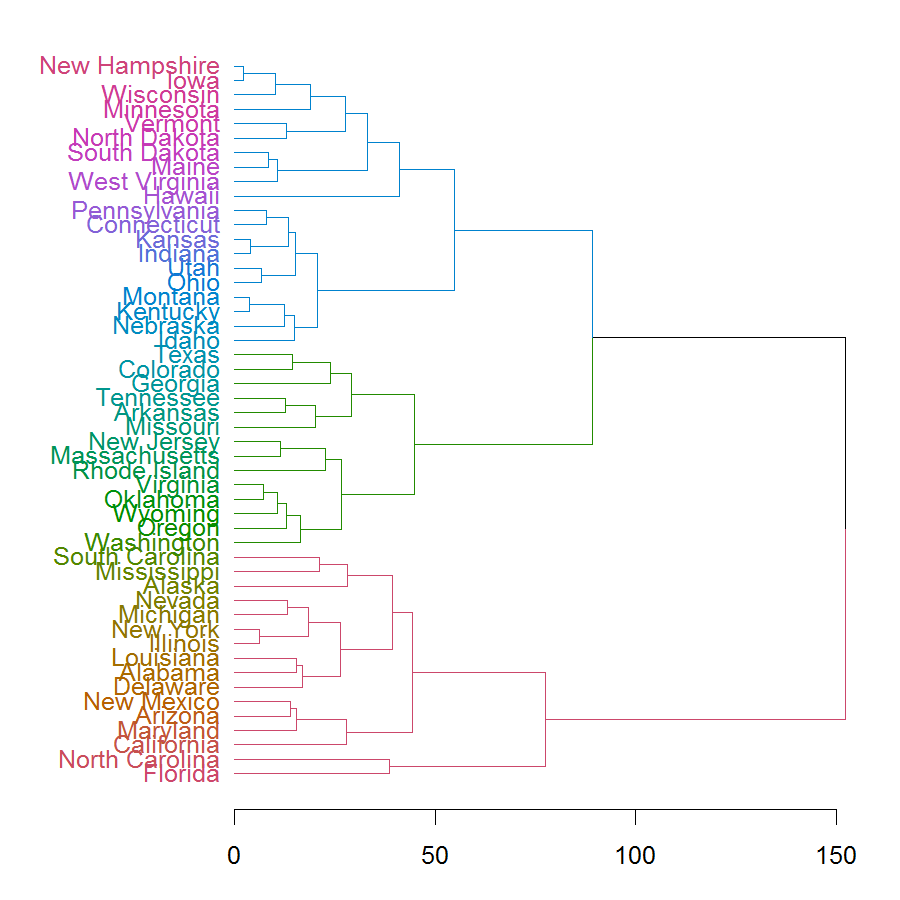 New Hampshire
Iowa
Wisconsin
Minnesota
Vermont
North Dakota
South Dakota
Maine
West Virginia
Hawaii
Pennsylvania
Connecticut
Kansas
Indiana
Utah
Ohio
Montana
Kentucky
Nebraska
Idaho
Texas
Colorado
Georgia
Tennessee
Arkansas
Missouri
New Jersey
Massachusetts
Rhode Island
Virginia
Oklahoma
Wyoming
Oregon
Washington
South Carolina
Mississippi
Alaska
Nevada
Michigan
New York
Illinois
Louisiana
Alabama
Delaware
New Mexico
Arizona
Maryland
California
North Carolina
Florida
0 50 100 150